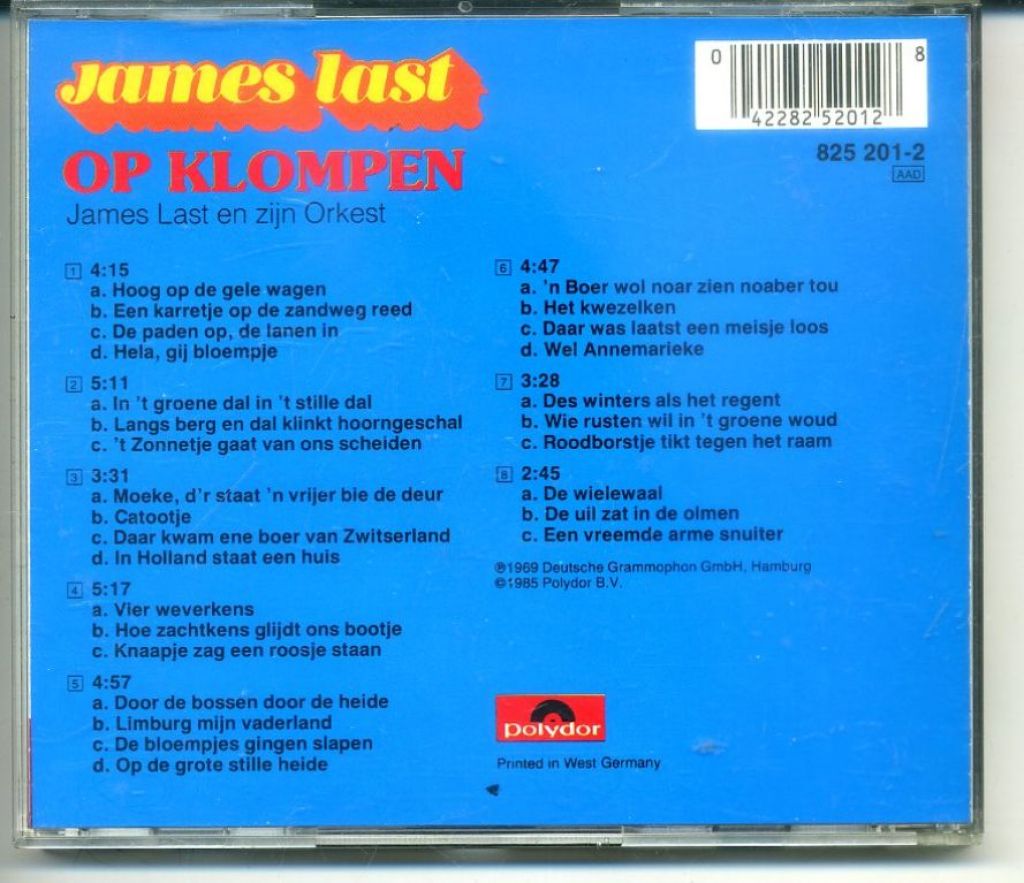 james last
OP KLOMPEN
James Last en zijn Orkest
0 42282 52012 8
825 201-2
AAD
1 4:15
a. Hoog op de gele wagen
b. Een karretje op de zandweg reed
c. De paden op, de lanen in
d. Hela, gij bloempje
2 5:11
a. In 't groene dal in 't stille dal
b. Langs berg en dal klinkt hoorngeschal
c. 't Zonnetje gaat van ons scheiden
3 3:31
a. Moeke, d'r staat 'n vrijer bie de deur
b. Catootje
c. Daar kwam ene boer van Zwitserland
d. In Holland staat een huis
4 5:17
a. Vier weverkens
b. Hoe zachtkens glijdt ons bootje
c. Knaapje zag een roosje staan
5 4:57
a. Door de bossen door de heide
b. Limburg mijn vaderland
c. De bloempjes gingen slapen
d. Op de grote stille heide
6 4:47
a. 'n Boer wol noar zien noaber tou
b. Het kwezelken
c. Daar was laatst een meisje loos
d. Wel Annemarieke
7 3:28
a. Des winters als het regent
b. Wie rusten wil in 't groene woud
c. Roodborstje tikt tegen het raam
8 2:45
a. De wielewaal
b. De uil zat in de olmen
c. Een vreemde arme snuiter
℗1969 Deutsche Grammophon GmbH, Hamburg
©1985 Polydor B.V.
polydor
Printed in West Germany